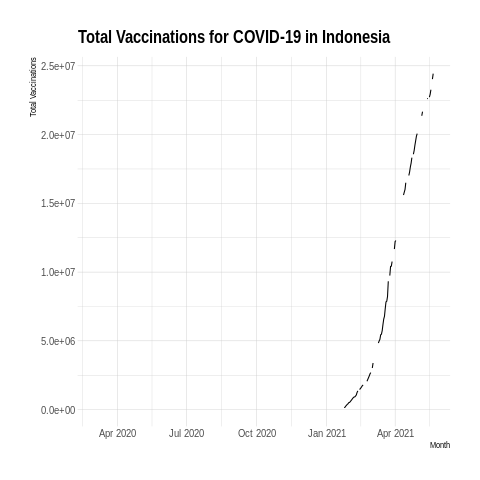 Total Vaccinations for COVID-19 in Indonesia
Total Vaccinations
2.5e+07
2.0e+07
1.5e+07
1.0e+07
5.0e+06
0.0e+00
Apr 2020 Jul 2020 Oct 2020 Jan 2021 Apr 2021
Month